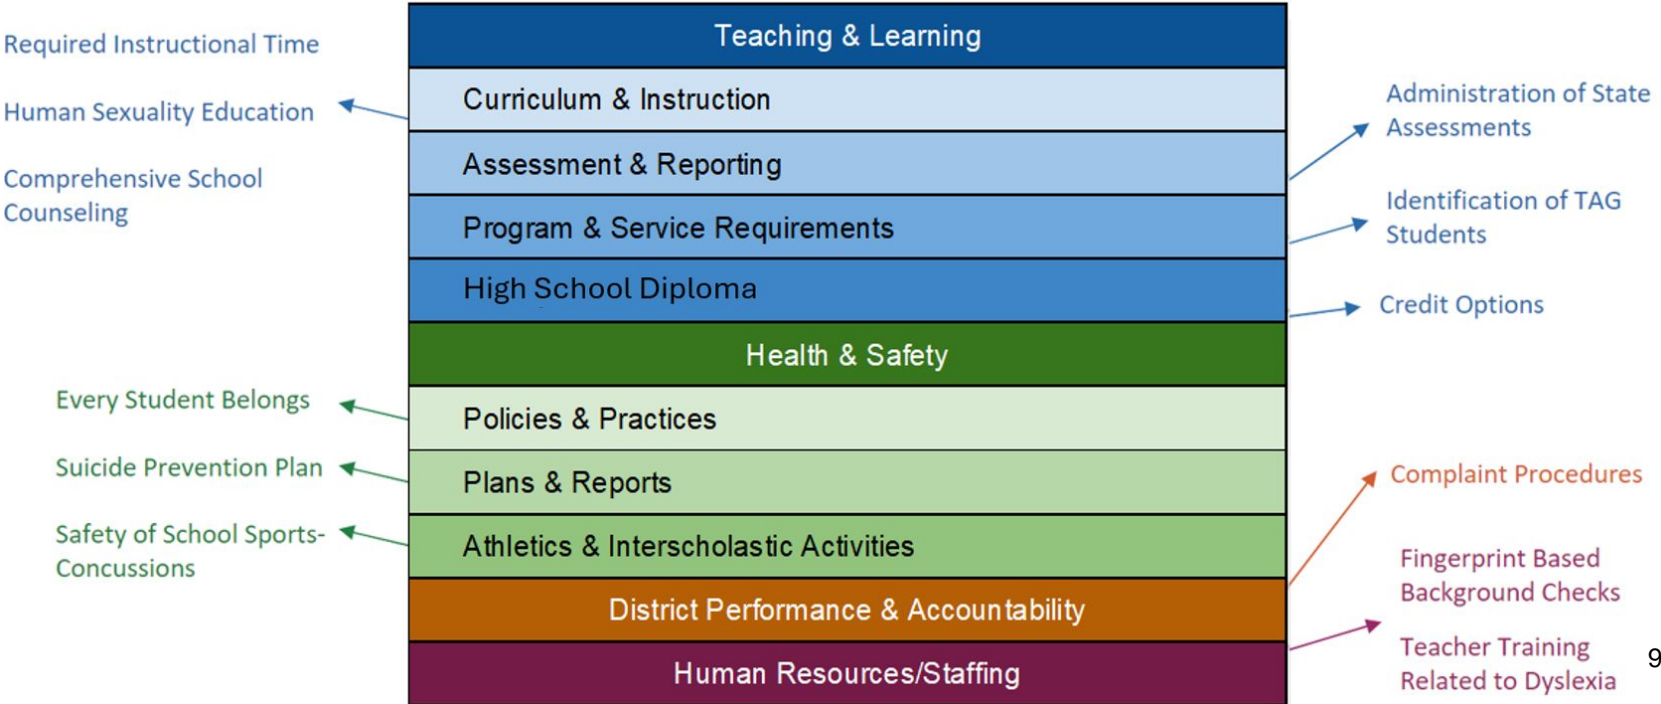 Required Instructional Time
Human Sexuality Education
Comprehensive School
Counseling
Teaching & Learning
Curriculum & Instruction
Assessment & Reporting
Program & Service Requirements
High School Diploma
Administration of State
Assessments
Identification of TAG
Students
Credit Options
Health & Safety
Every Student Belongs
Suicide Prevention Plan
Safety of School Sports-
Concussions
Policies & Practices
Plans & Reports
Athletics & Interscholastic Activities
District Performance & Accountability
Human Resources/Staffing
Complaint Procedures
Fingerprint Based
Background Checks
Teacher Training
Related to Dyslexia
9